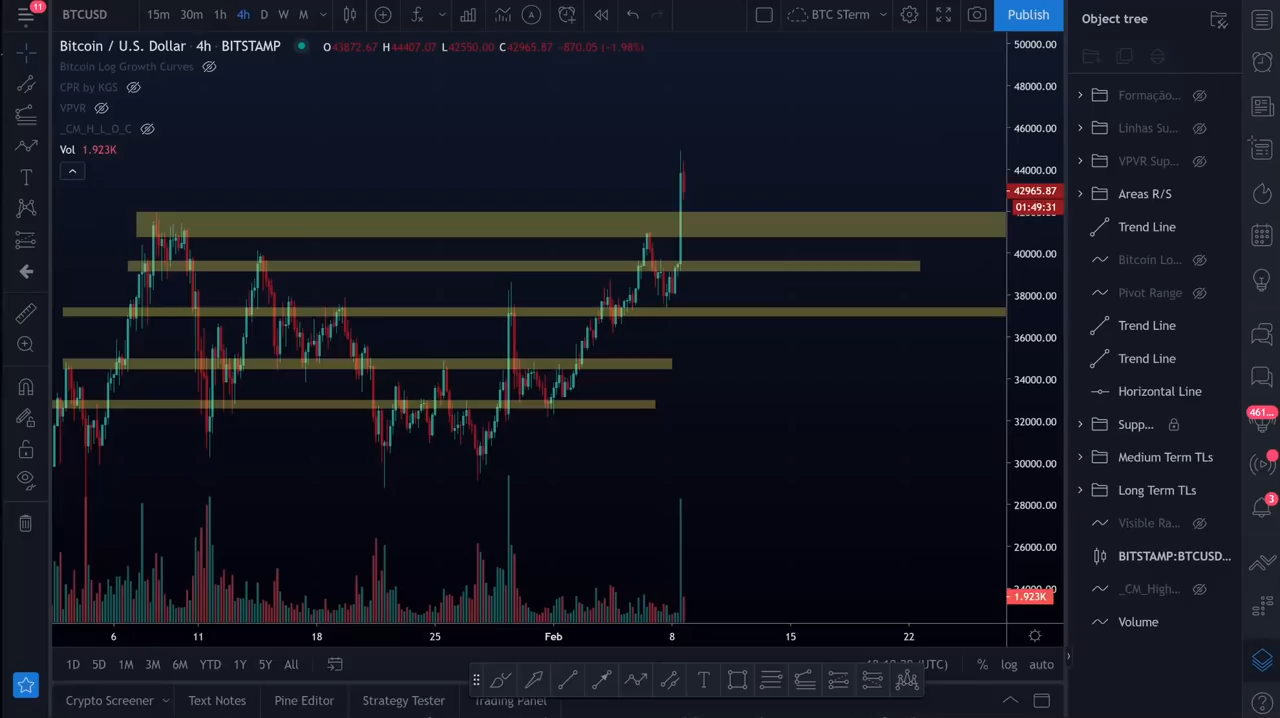 11
BTCUSD
15m 30m 1h 4h D W M
BTC STerm
Publish
Bitcoin / U.S. Dollar · 4h · BITSTAMP
O43872.67 H44407.07 L42550.00 C42965.87 -870.05 (-1.98%)
Bitcoin Log Growth Curves
CPR by KGS
VPVR
_CM_H_L_O_C
Vol 1.923K
50000.00
48000.00
46000.00
44000.00
42965.87
01:49:31
40000.00
38000.00
36000.00
34000.00
32000.00
30000.00
28000.00
26000.00
24000.00
1.923K
6 11 18 25 Feb 8 15 22
1D 5D 1M 3M 6M YTD 1Y 5Y All
(UTC) % log auto
Crypto Screener Text Notes Pine Editor Strategy Tester Trading Panel
Object tree
Formação...
Linhas Su...
VPVR Sup...
Areas R/S
Trend Line
Bitcoin Lo...
Pivot Range
Trend Line
Trend Line
Horizontal Line
Supp...
Medium Term TLs
Long Term TLs
Visible Ra...
BITSTAMP:BTCUSD...
_CM_High...
Volume
461...
3